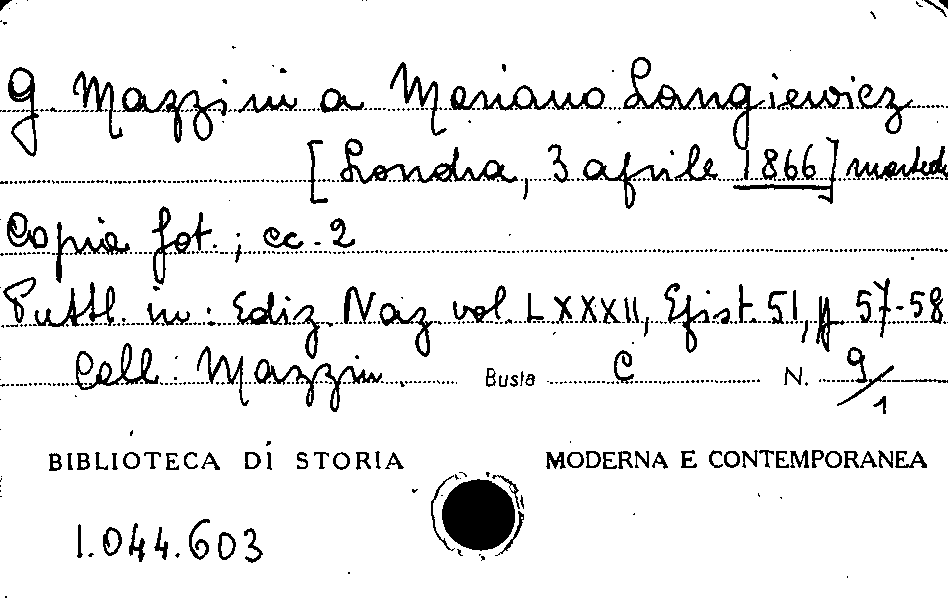 G. Mazzini a Mariano Langiewicz
[Londra, 3 aprile 1866] martedì
Copia fot.; cc. 2
Pubbl. in: Ediz. Naz vol. LXXXII, Epist. 51, pp. 57-58
Coll: Mazzini Busta C N. 9/1
BIBLIOTECA DI STORIA MODERNA E CONTEMPORANEA
1.044.603